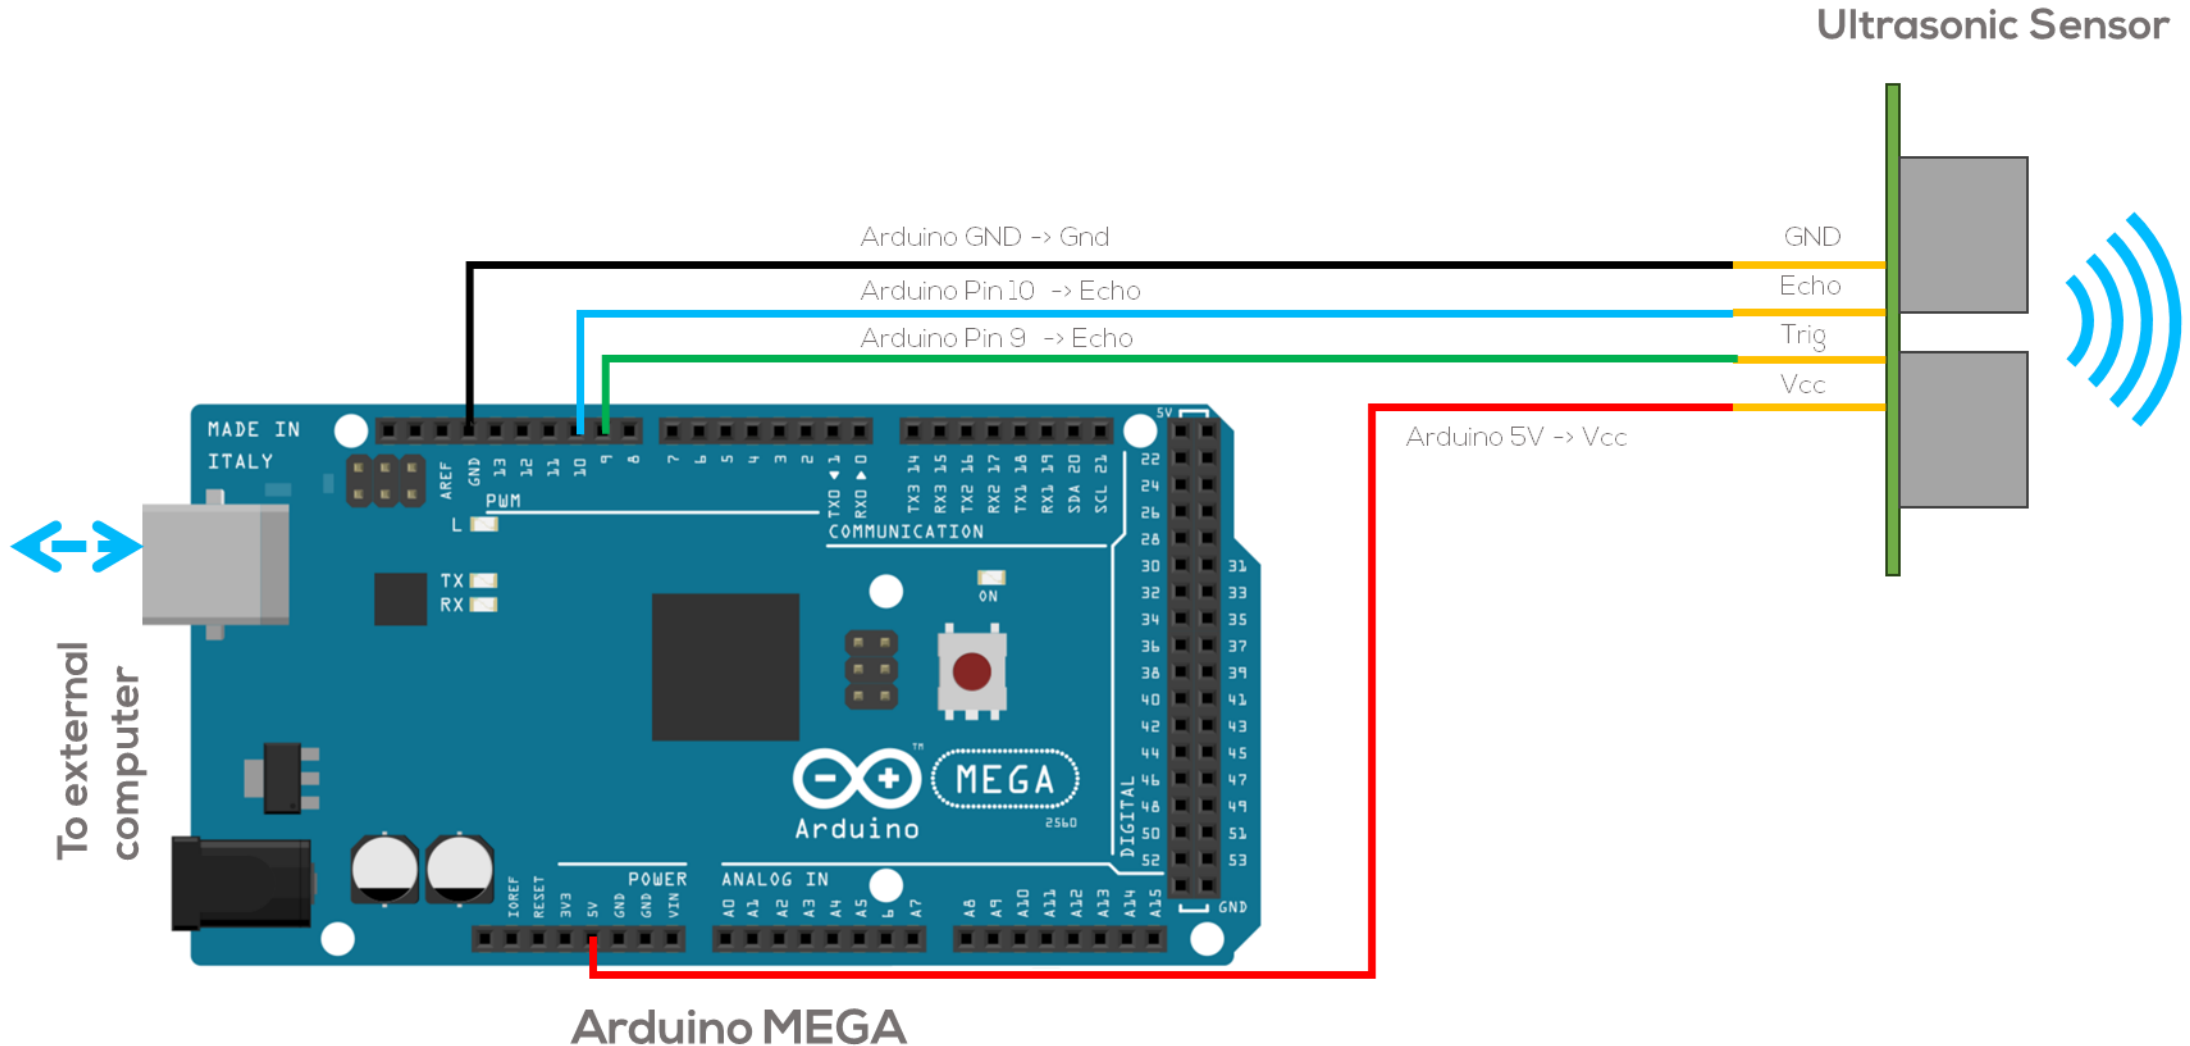 Ultrasonic Sensor
Arduino GND -> Gnd
GND
Arduino Pin 10 -> Echo
Echo
Arduino Pin 9 -> Echo
Trig
Vcc
Arduino 5V -> Vcc
MADE IN
ITALY
AREF
GND
13
12
11
10
9
8
7
6
5
4
3
2
TX0 ◀ 1
RX0 ▶ 0
TX3 14
RX3 15
TX2 16
RX2 17
TX1 18
RX1 19
SDA 20
SCL 21
PWM
COMMUNICATION
L
TX
RX
ON
5V
22
24
26
28
30 31
32 33
34 35
36 37
38 39
40 41
42 43
44 45
46 47
48 49
50 51
52 53
GND
DIGITAL
TM
MEGA
2560
Arduino
To external
computer
IOREF
RESET
3V3
5V
GND
GND
VIN
POWER
ANALOG IN
A0
A1
A2
A3
A4
A5
6
A7
A8
A9
A10
A11
A12
A13
A14
A15
Arduino MEGA